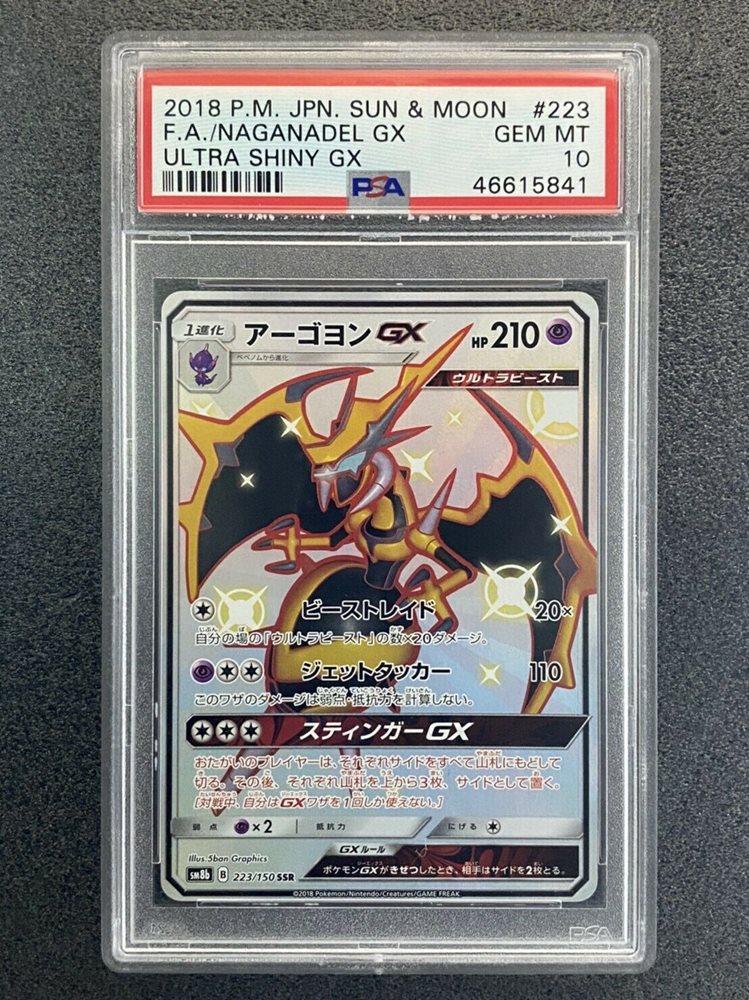 2018 P.M. JPN. SUN & MOON #223
F.A./NAGANADEL GX GEM MT
ULTRA SHINY GX 10
PSA 46615841
1進化 アーゴヨンGX HP210
ベベノムから進化
ウルトラビースト
ビーストレイド 20×
自分の場の「ウルトラビースト」の数×20ダメージ。
ジェットタッカー 110
このワザのダメージは弱点・抵抗力を計算しない。
スティンガーGX
おたがいのプレイヤーは、それぞれサイドをすべて山札にもどして
切る。その後、それぞれ山札を上から3枚、サイドとして置く。
[対戦中、自分はGXワザを1回しか使えない。]
弱点 ×2 抵抗力 にげる
GXルール
Illus.5ban Graphics
ポケモンGXがきぜつしたとき、相手はサイドを2枚とる。
SM8b B 223/150 SSR
©2018 Pokémon/Nintendo/Creatures/GAME FREAK
PSA